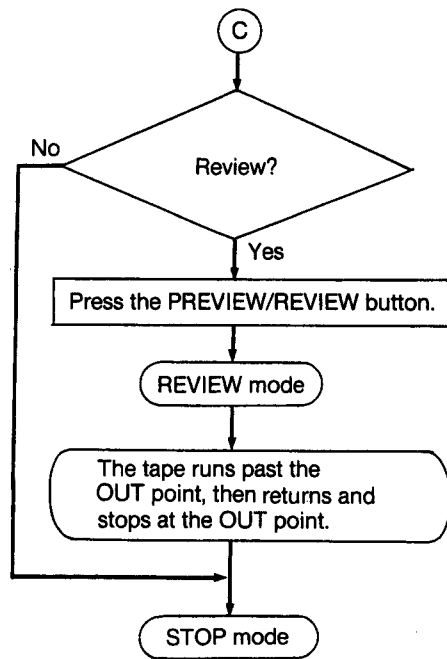 C
No
Review?
Yes
Press the PREVIEW/REVIEW button.
REVIEW mode
The tape runs past the
OUT point, then returns and
stops at the OUT point.
STOP mode